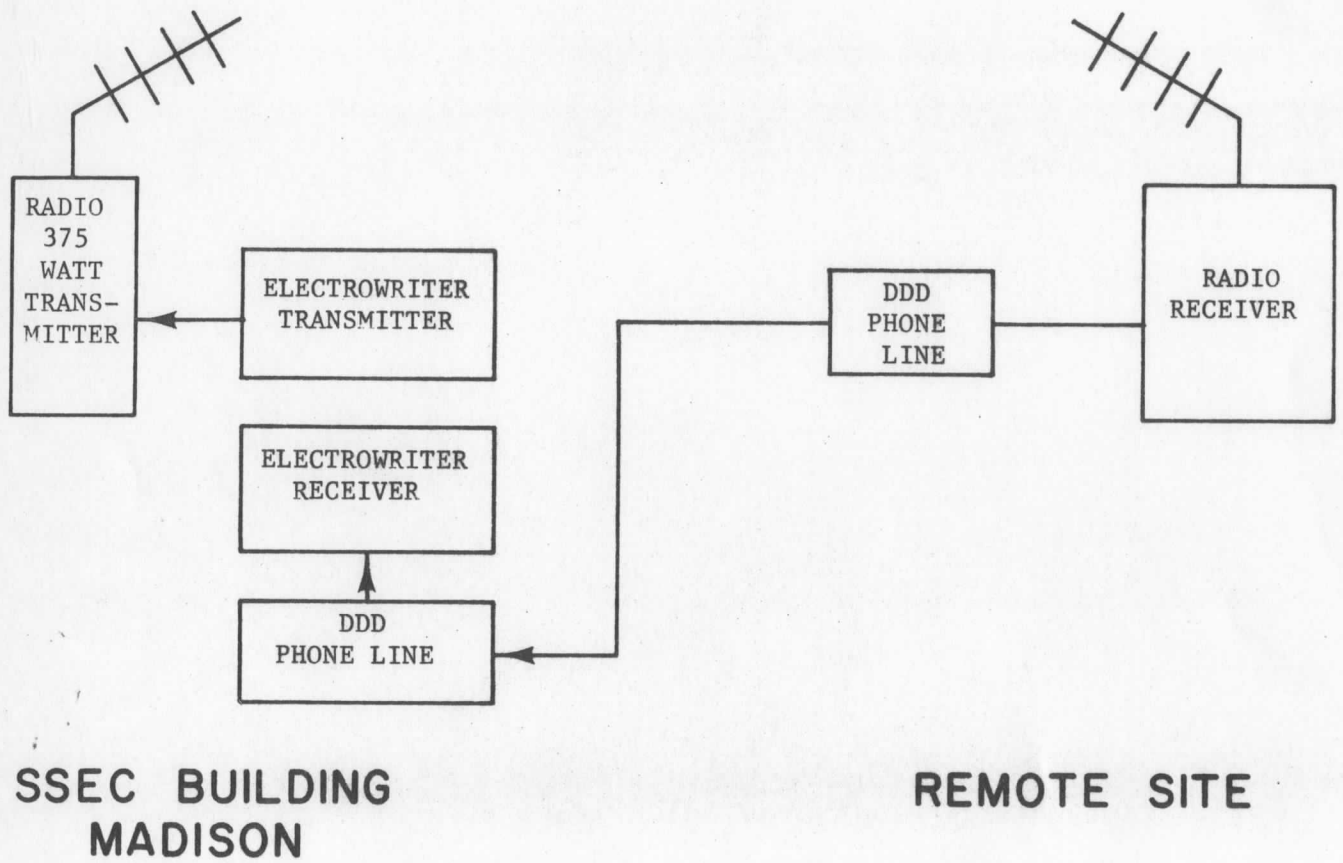 RADIO
375
WATT
TRANS-
MITTER
ELECTROWRITER
TRANSMITTER
ELECTROWRITER
RECEIVER
DDD
PHONE LINE
DDD
PHONE
LINE
RADIO
RECEIVER
SSEC BUILDING
MADISON
REMOTE SITE